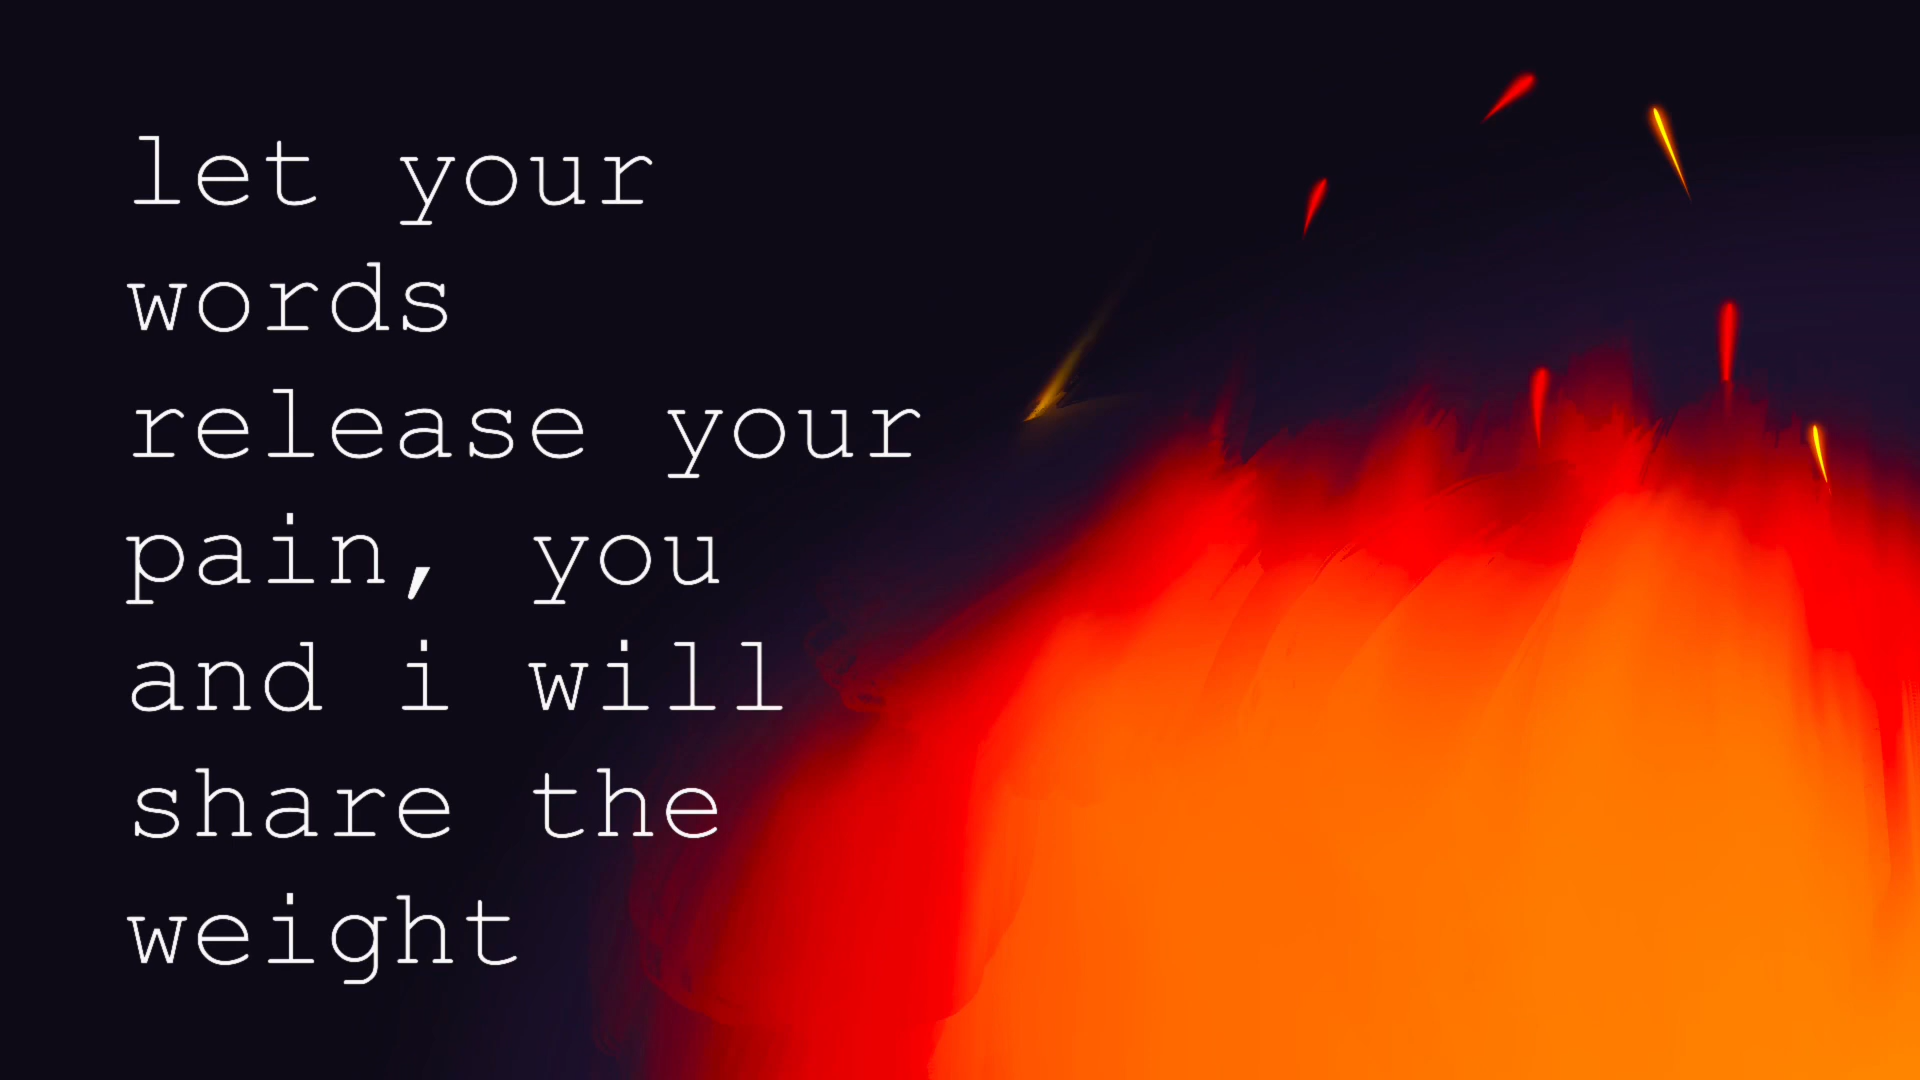 let your
words
release your
pain, you
and i will
share the
weight